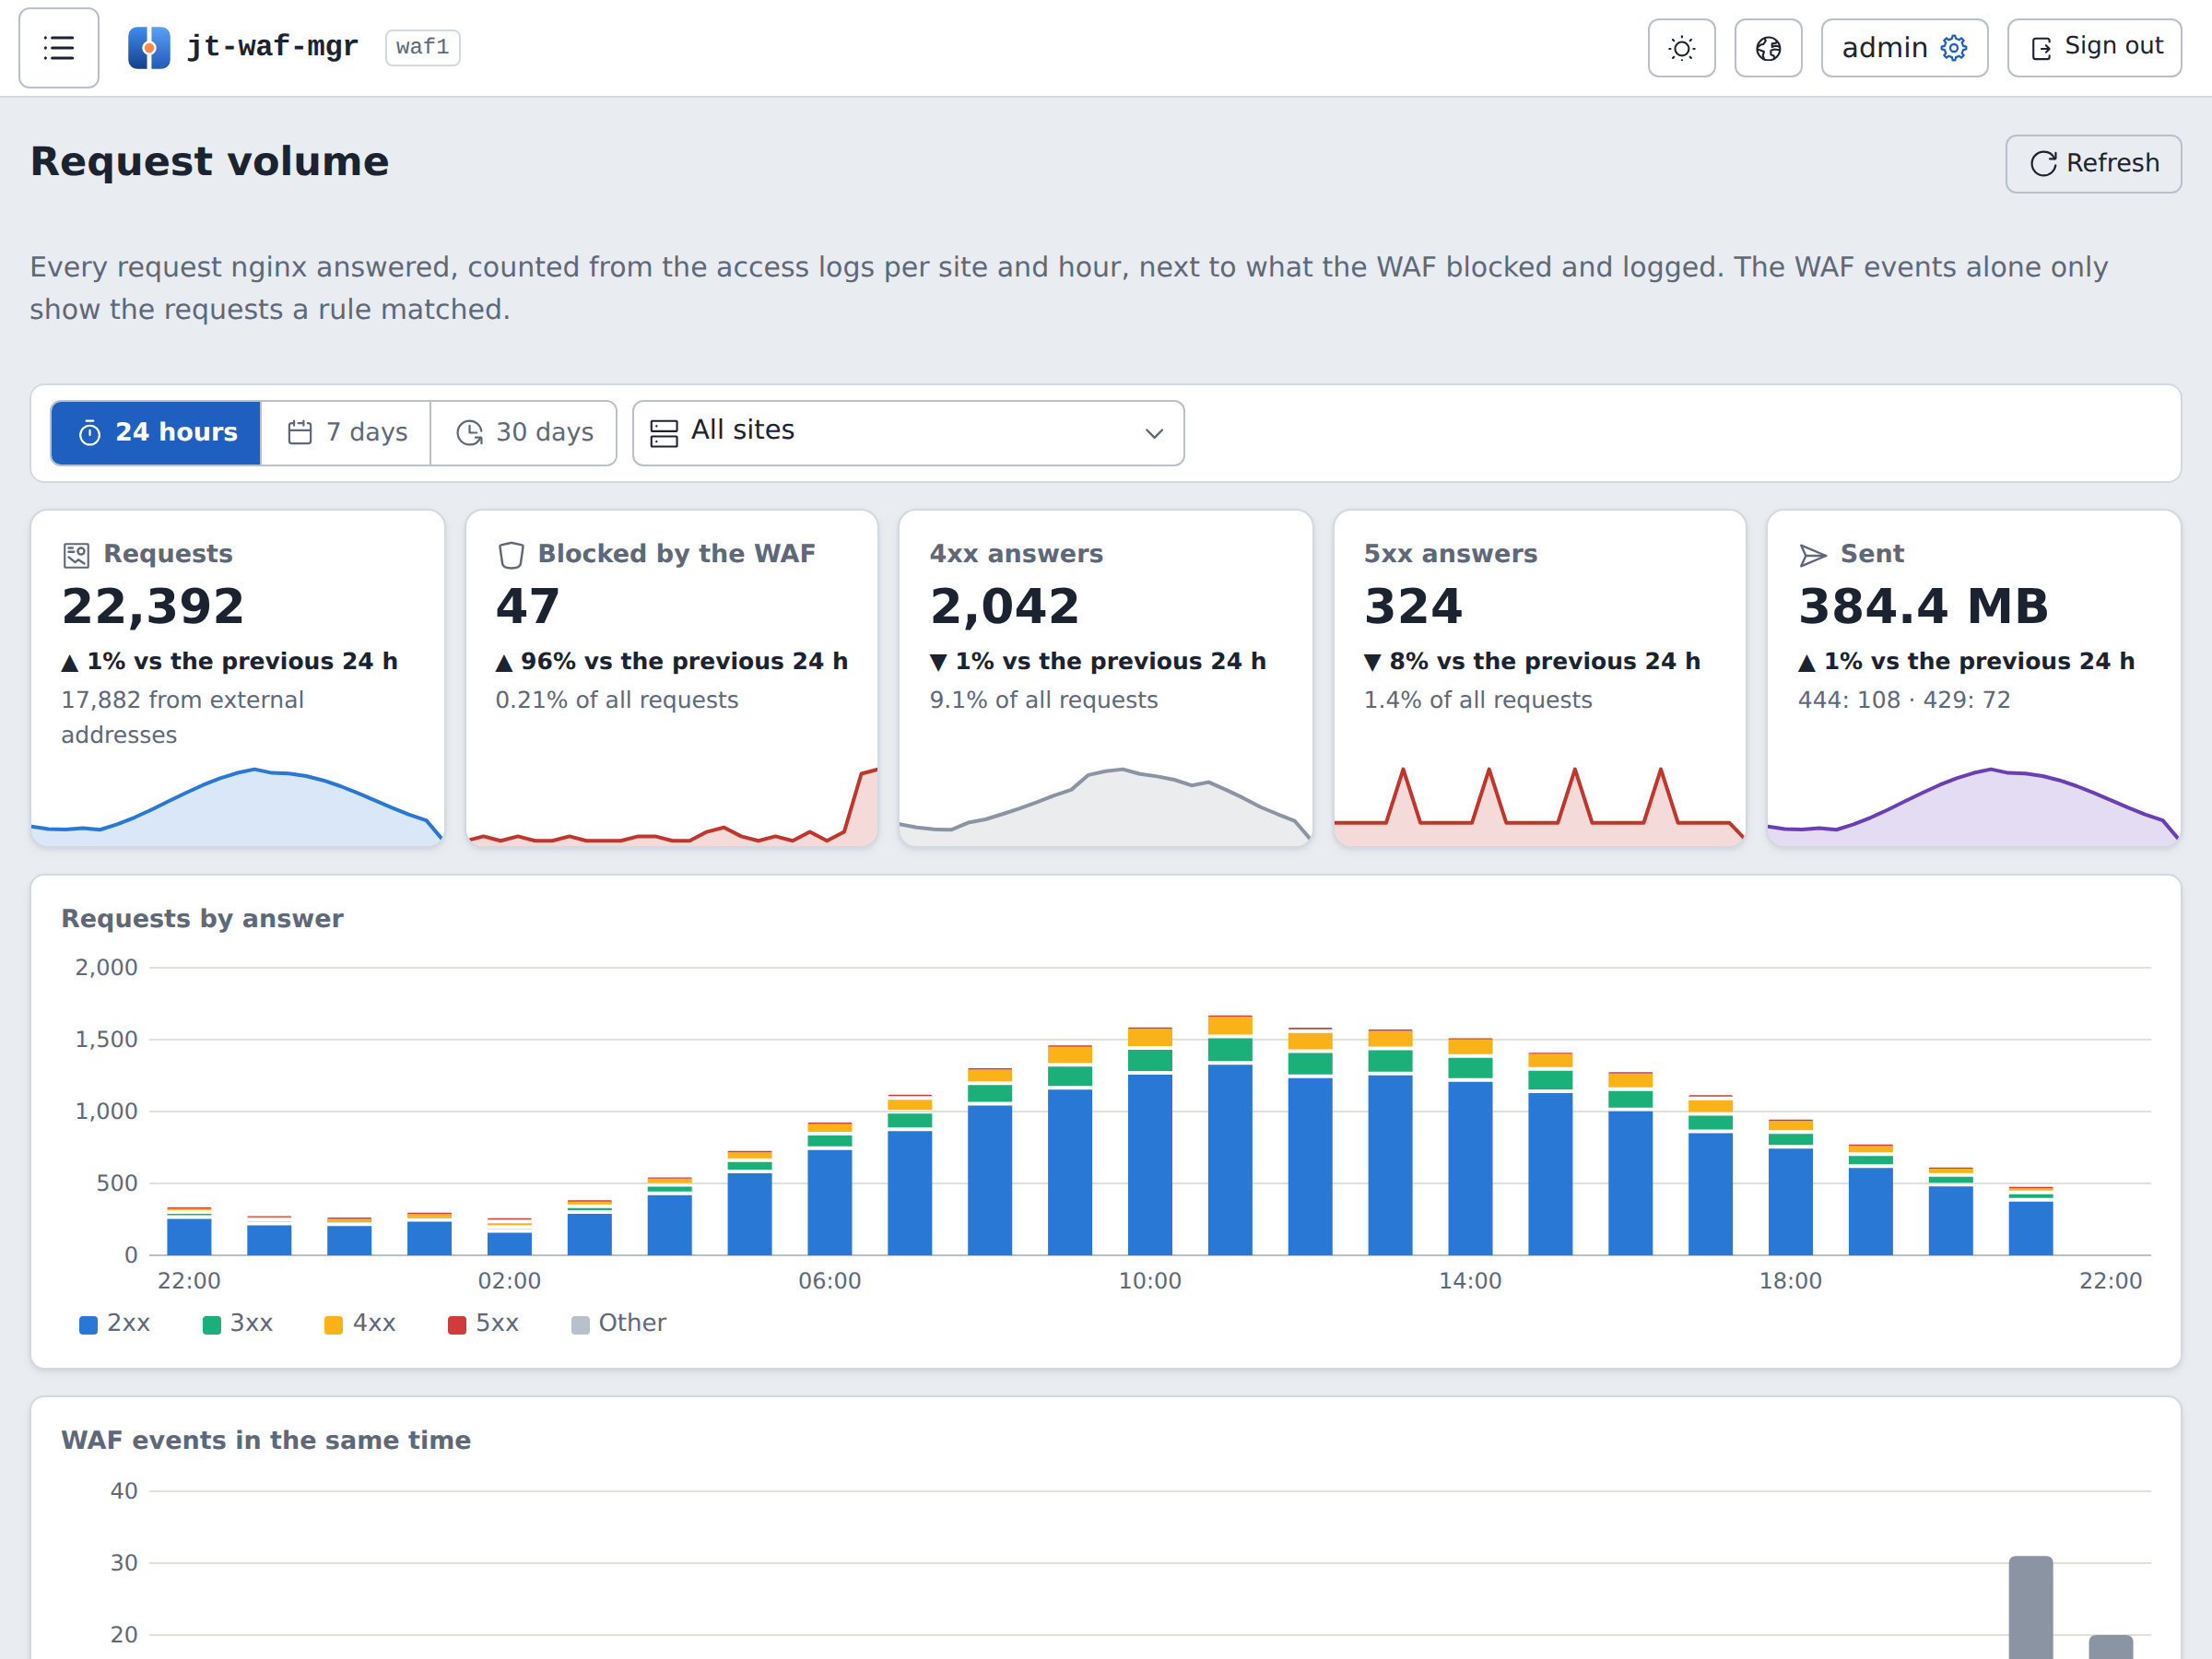 jt-waf-mgr
waf1
admin
Sign out
Request volume
Refresh
Every request nginx answered, counted from the access logs per site and hour, next to what the WAF blocked and logged. The WAF events alone only
show the requests a rule matched.
24 hours
7 days
30 days
All sites
Requests
22,392
▲ 1% vs the previous 24 h
17,882 from external
addresses
Blocked by the WAF
47
▲ 96% vs the previous 24 h
0.21% of all requests
4xx answers
2,042
▼ 1% vs the previous 24 h
9.1% of all requests
5xx answers
324
▼ 8% vs the previous 24 h
1.4% of all requests
Sent
384.4 MB
▲ 1% vs the previous 24 h
444: 108 · 429: 72
Requests by answer
2,000
1,500
1,000
500
0
22:00 02:00 06:00 10:00 14:00 18:00 22:00
2xx 3xx 4xx 5xx Other
WAF events in the same time
40
30
20